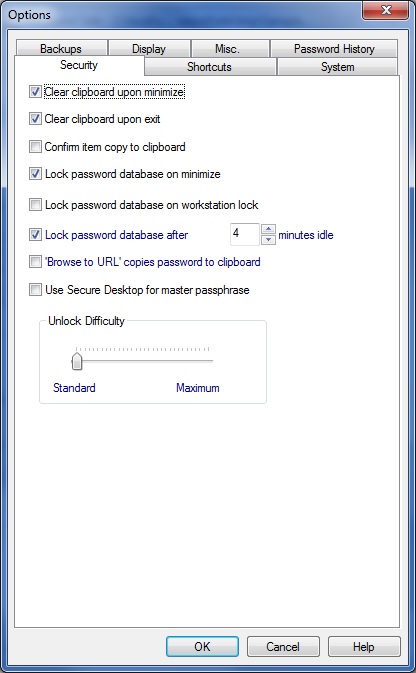 Options
Backups Display Misc. Password History
Security Shortcuts System
Clear clipboard upon minimize
Clear clipboard upon exit
Confirm item copy to clipboard
Lock password database on minimize
Lock password database on workstation lock
Lock password database after 4 minutes idle
'Browse to URL' copies password to clipboard
Use Secure Desktop for master passphrase
Unlock Difficulty
Standard Maximum
OK Cancel Help